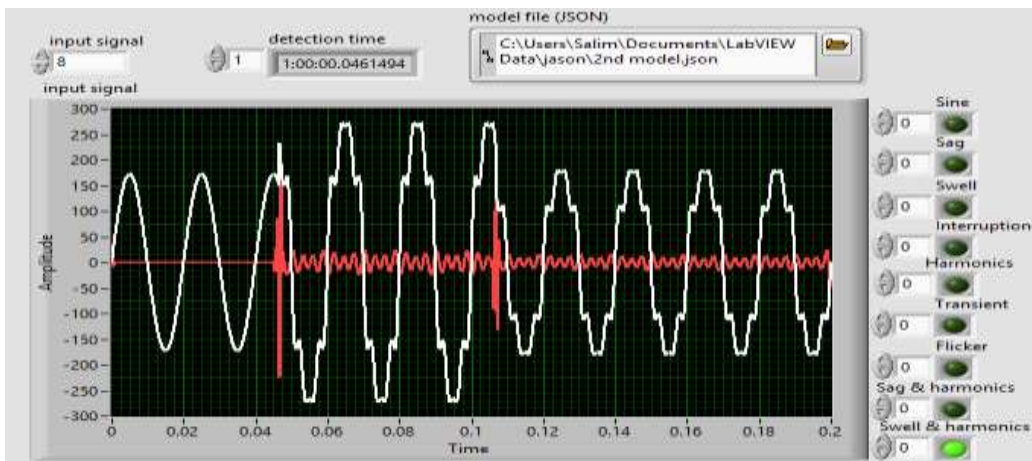 model file (JSON)
input signal
8
detection time
1
1:00:00.0461494
C:\Users\Salim\Documents\LabVIEW
Data\jason\2nd model.json
input signal
Amplitude
300
250
200
150
100
50
0
-50
-100
-150
-200
-250
-300
0
0.02
0.04
0.06
0.08
0.1
0.12
0.14
0.16
0.18
0.2
Time
Sine
0
Sag
0
Swell
0
Interruption
0
Harmonics
0
Transient
0
Flicker
0
Sag & harmonics
0
Swell & harmonics
0